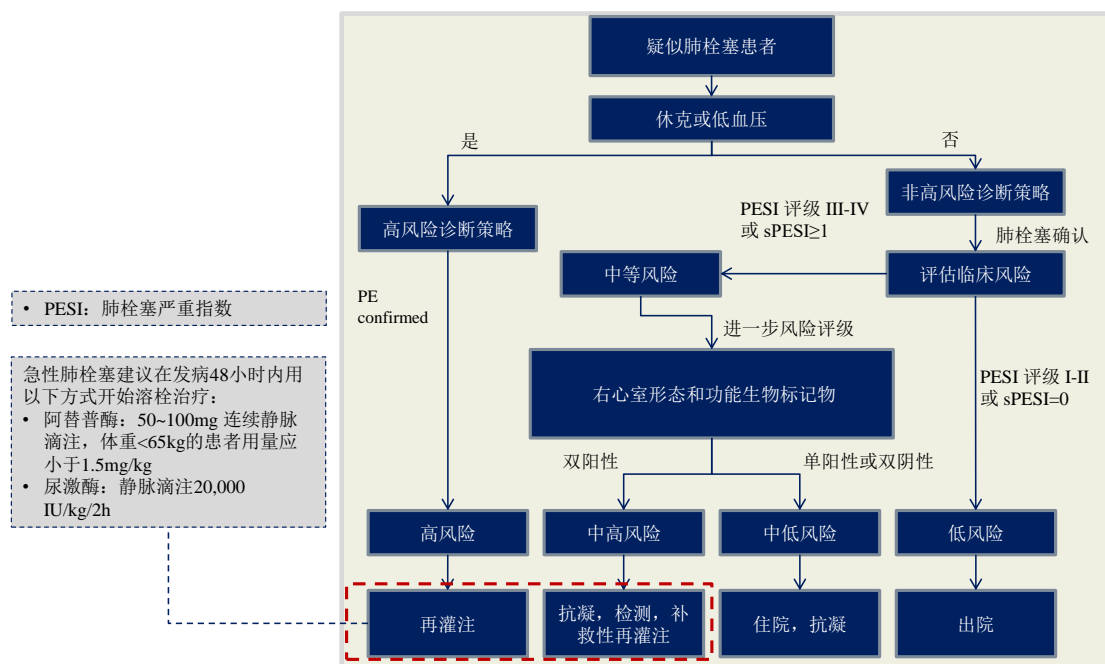 疑似肺栓塞患者
休克或低血压
是
否
高风险诊断策略
非高风险诊断策略
PESI 评级 III-IV
或 sPESI≥1
肺栓塞确认
中等风险
评估临床风险
PE
confirmed
进一步风险评级
右心室形态和功能生物标记物
PESI 评级 I-II
或 sPESI=0
双阳性
单阳性或双阴性
高风险
中高风险
中低风险
低风险
再灌注
抗凝，检测，补
救性再灌注
住院，抗凝
出院
• PESI：肺栓塞严重指数
急性肺栓塞建议在发病48小时内用
以下方式开始溶栓治疗：
• 阿替普酶：50~100mg 连续静脉
滴注，体重<65kg的患者用量应
小于1.5mg/kg
• 尿激酶：静脉滴注20,000
IU/kg/2h